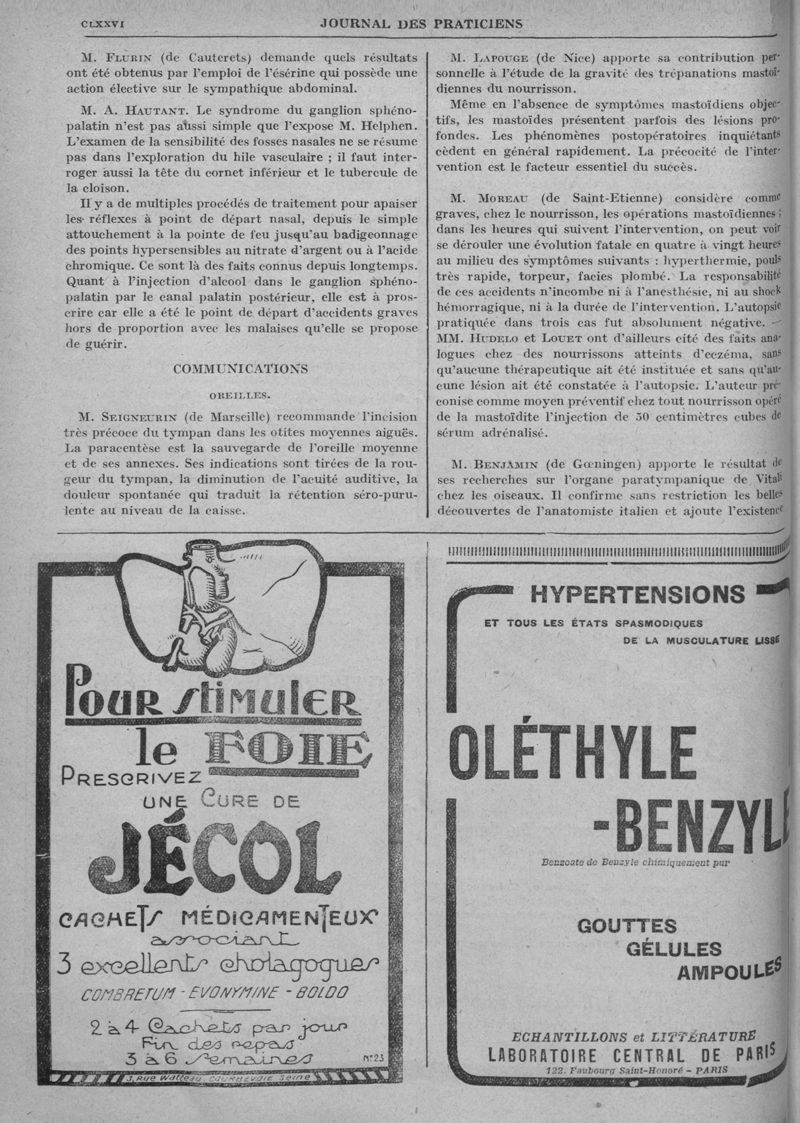 CLXXVI
JOURNAL DES PRATICIENS
M. FLURIN (de Cauterets) demande quels résultats
ont été obtenus par l'emploi de l'ésérine qui possède une
action élective sur le sympathique abdominal.
M. A. HAUTANT. Le syndrome du ganglion sphéno-
palatin n'est pas aussi simple que l'expose M. Helphen.
L'examen de la sensibilité des fosses nasales ne se résume
pas dans l'exploration du hile vasculaire ; il faut inter-
roger aussi la tête du cornet inférieur et le tubercule de
la cloison.
Il y a de multiples procédés de traitement pour apaiser
les réflexes à point de départ nasal, depuis le simple
attouchement à la pointe de feu jusqu'au badigeonnage
des points hypersensibles au nitrate d'argent ou à l'acide
chromique. Ce sont là des faits connus depuis longtemps.
Quant à l'injection d'alcool dans le ganglion sphéno-
palatin par le canal palatin postérieur, elle est à pros-
crire car elle a été le point de départ d'accidents graves
hors de proportion avec les malaises qu'elle se propose
de guérir.
COMMUNICATIONS
OREILLES.
M. SEIGNEURIN (de Marseille) recommande l'incision
très précoce du tympan dans les otites moyennes aiguës.
La paracentèse est la sauvegarde de l'oreille moyenne
et de ses annexes. Ses indications sont tirées de la rou-
geur du tympan, la diminution de l'acuité auditive, la
douleur spontanée qui traduit la rétention séro-puru-
lente au niveau de la caisse.
M. LAPOUGE (de Nice) apporte sa contribution per-
sonnelle à l'étude de la gravité des trépanations mastoï-
diennes du nourrisson.
Même en l'absence de symptômes mastoïdiens objec-
tifs, les mastoïdes présentent parfois des lésions pro-
fondes. Les phénomènes postopératoires inquiétants
cèdent en général rapidement. La précocité de l'inter-
vention est le facteur essentiel du succès.
M. MOREAU (de Saint-Etienne) considère comme
graves, chez le nourrisson, les opérations mastoïdiennes ;
dans les heures qui suivent l'intervention, on peut voir
se dérouler une évolution fatale en quatre à vingt heures
au milieu des symptômes suivants : hyperthermie, pouls
très rapide, torpeur, facies plombé. La responsabilité
de ces accidents n'incombe ni à l'anesthésie, ni au shock
hémorragique, ni à la durée de l'intervention. L'autopsie
pratiquée dans trois cas fut absolument négative. —
MM. HUDELO et LOUET ont d'ailleurs cité des faits ana-
logues chez des nourrissons atteints d'eczéma, sans
qu'aucune thérapeutique ait été instituée et sans qu'au-
cune lésion ait été constatée à l'autopsie. L'auteur pré-
conise comme moyen préventif chez tout nourrisson opéré
de la mastoïdite l'injection de 50 centimètres cubes de
sérum adrénalisé.
M. BENJAMIN (de Gœningen) apporte le résultat de
ses recherches sur l'organe paratympanique de Vitali
chez les oiseaux. Il confirme sans restriction les belles
découvertes de l'anatomiste italien et ajoute l'existence
POUR stimuler
le FOIE
PRESCRIVEZ
UNE CURE DE
JÉCOL
CACHETS MÉDICAMENTEUX
associant
3 excellents cholagogues
COMBRETUM - EVONYMINE - BOLDO
2 à 4 Cachets par jour
Fin des repas
3 à 6 Semaines
N°23
3, Rue Watteau COURBEVOIE Seine
HYPERTENSIONS
ET TOUS LES ÉTATS SPASMODIQUES
DE LA MUSCULATURE LISSE
OLÉTHYLE
-BENZYLE
Benzoate de Benzyle chimiquement pur
GOUTTES
GÉLULES
AMPOULES
ECHANTILLONS et LITTÉRATURE
LABORATOIRE CENTRAL DE PARIS
122, Faubourg Saint-Honoré - PARIS